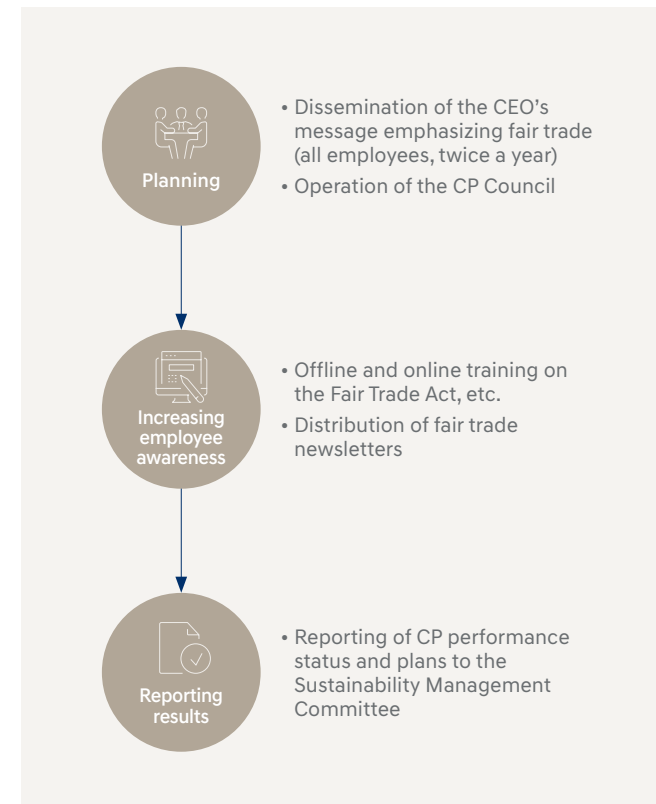 Planning
• Dissemination of the CEO's
message emphasizing fair trade
(all employees, twice a year)
• Operation of the CP Council
Increasing
employee
awareness
• Offline and online training on
the Fair Trade Act, etc.
• Distribution of fair trade
newsletters
Reporting
results
• Reporting of CP performance
status and plans to the
Sustainability Management
Committee